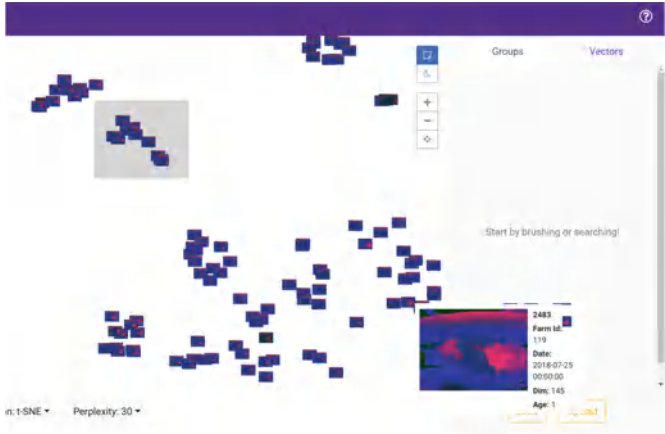 Groups
Vectors
Start by brushing or searching!
2483
Farm Id:
119
Date:
2018-07-25
00:00:00
Dim: 145
Age: 1
n: t-SNE
Perplexity: 30